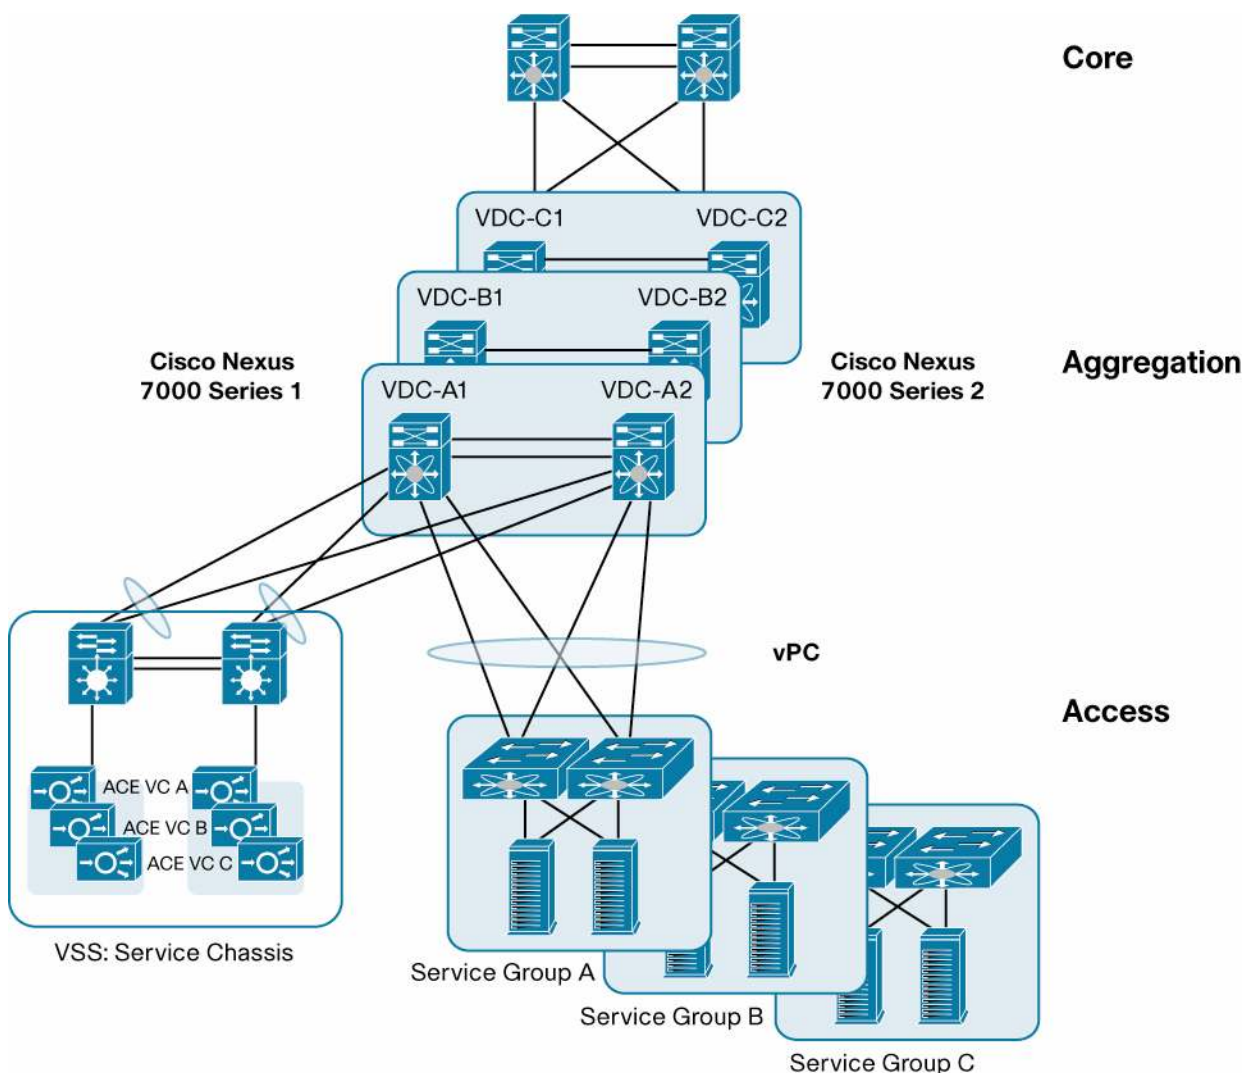 Core
VDC-C1
VDC-C2
VDC-B1
VDC-B2
Cisco Nexus
7000 Series 1
Cisco Nexus
7000 Series 2
Aggregation
VDC-A1
VDC-A2
vPC
Access
ACE VC A
ACE VC B
ACE VC C
VSS: Service Chassis
Service Group A
Service Group B
Service Group C